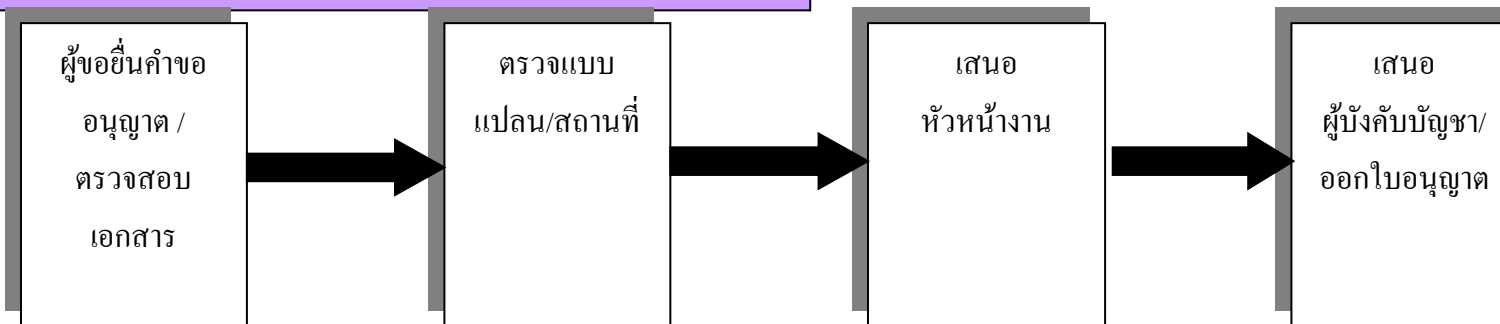 ผู้ขอยื่นคำขอ
อนุญาต /
ตรวจสอบ
เอกสาร
ตรวจแบบ
แปลน/สถานที่
เสนอ
หัวหน้างาน
เสนอ
ผู้บังคับบัญชา/
ออกใบอนุญาต